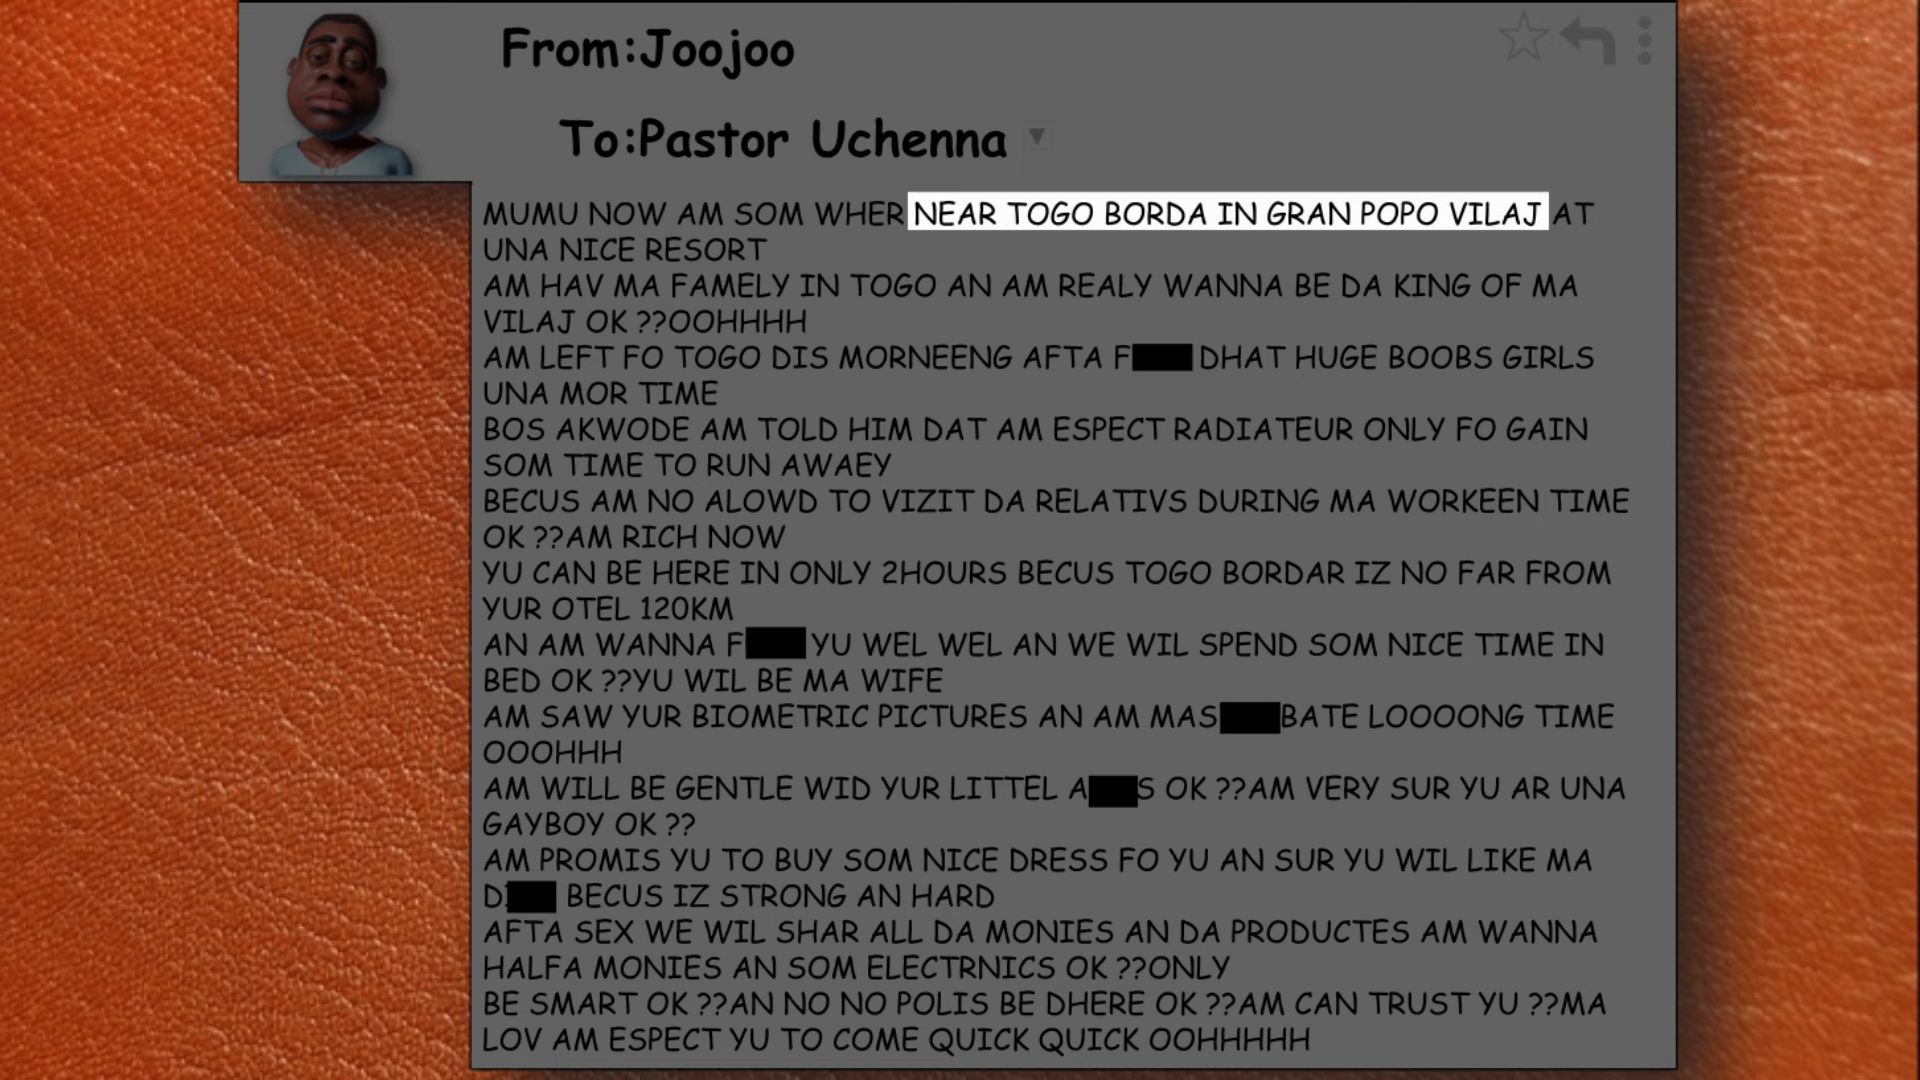 From:Joojoo
To:Pastor Uchenna
MUMU NOW AM SOM WHER NEAR TOGO BORDA IN GRAN POPO VILAJ AT
UNA NICE RESORT
AM HAV MA FAMELY IN TOGO AN AM REALY WANNA BE DA KING OF MA
VILAJ OK ??OOHHHH
AM LEFT FO TOGO DIS MORNEENG AFTA F DHAT HUGE BOOBS GIRLS
UNA MOR TIME
BOS AKWODE AM TOLD HIM DAT AM ESPECT RADIATEUR ONLY FO GAIN
SOM TIME TO RUN AWAEY
BECUS AM NO ALOWD TO VIZIT DA RELATIVS DURING MA WORKEEN TIME
OK ??AM RICH NOW
YU CAN BE HERE IN ONLY 2HOURS BECUS TOGO BORDAR IZ NO FAR FROM
YUR OTEL 120KM
AN AM WANNA F YU WEL WEL AN WE WIL SPEND SOM NICE TIME IN
BED OK ??YU WIL BE MA WIFE
AM SAW YUR BIOMETRIC PICTURES AN AM MAS BATE LOOOONG TIME
OOOHHH
AM WILL BE GENTLE WID YUR LITTEL A S OK ??AM VERY SUR YU AR UNA
GAYBOY OK ??
AM PROMIS YU TO BUY SOM NICE DRESS FO YU AN SUR YU WIL LIKE MA
D BECUS IZ STRONG AN HARD
AFTA SEX WE WIL SHAR ALL DA MONIES AN DA PRODUCTES AM WANNA
HALFA MONIES AN SOM ELECTRNICS OK ??ONLY
BE SMART OK ??AN NO NO POLIS BE DHERE OK ??AM CAN TRUST YU ??MA
LOV AM ESPECT YU TO COME QUICK QUICK OOHHHHH